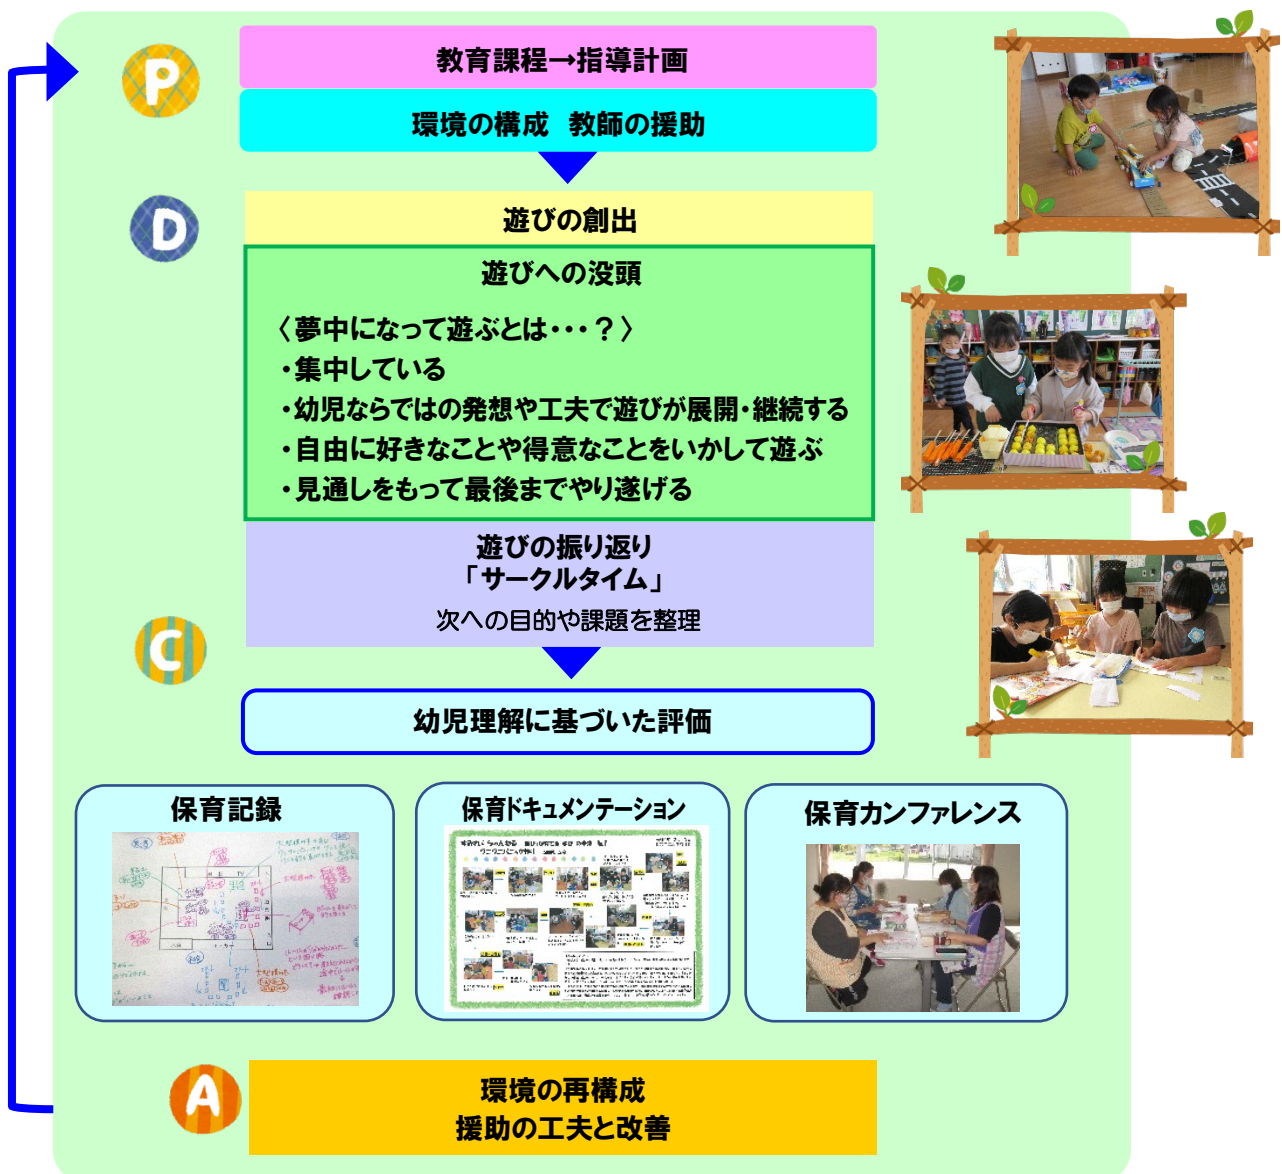 P
教育課程→指導計画
環境の構成 教師の援助
D
遊びの創出
遊びへの没頭
〈夢中になって遊ぶとは・・・？〉
・集中している
・幼児ならではの発想や工夫で遊びが展開・継続する
・自由に好きなことや得意なことをいかして遊ぶ
・見通しをもって最後までやり遂げる
遊びの振り返り
「サークルタイム」
次への目的や課題を整理
C
幼児理解に基づいた評価
保育記録
保育ドキュメンテーション
保育カンファレンス
A
環境の再構成
援助の工夫と改善